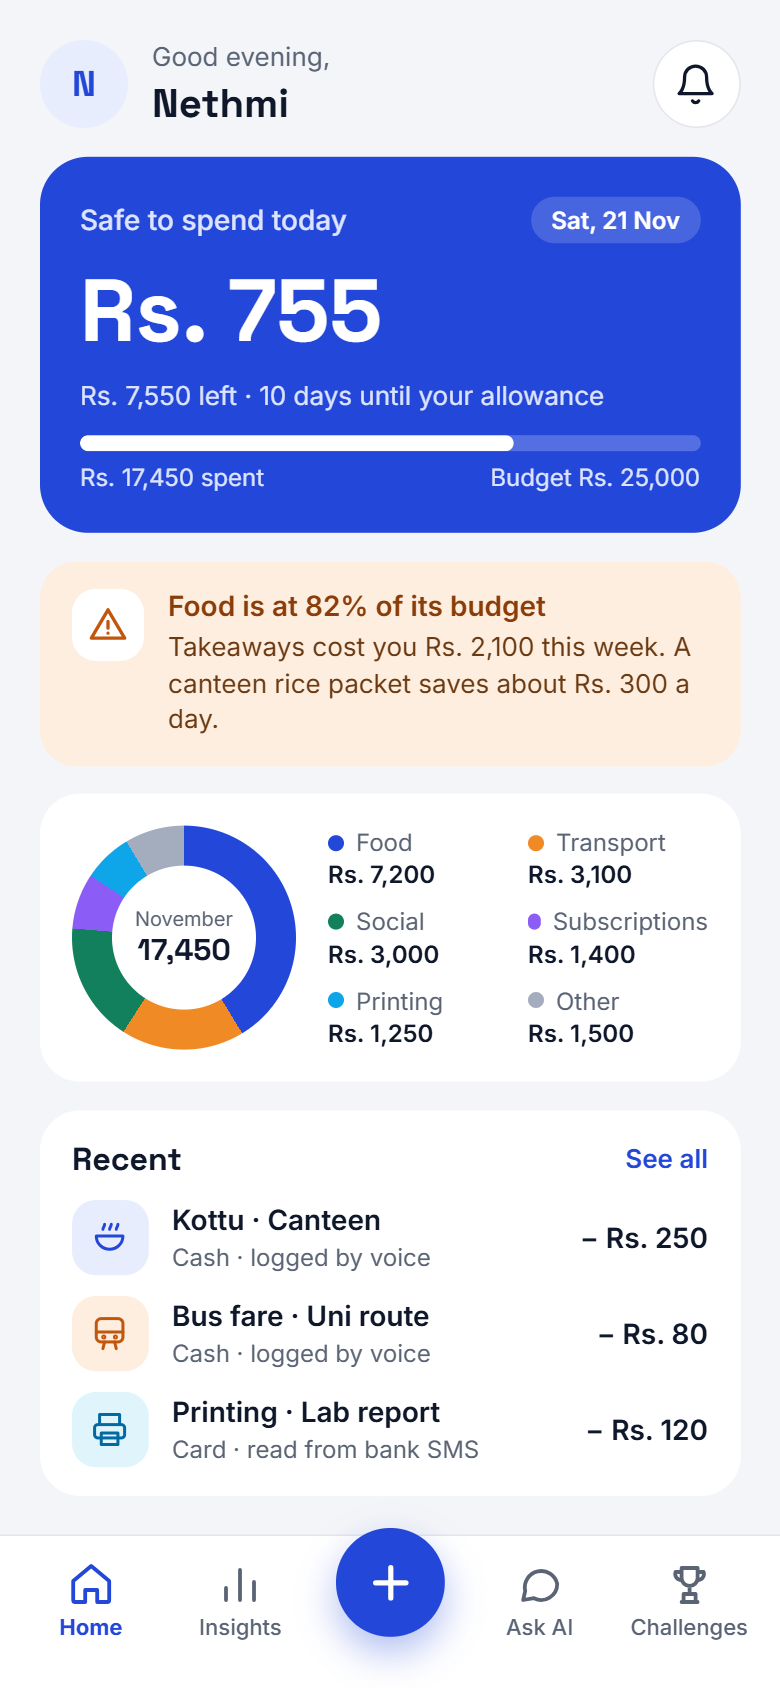 N
Good evening,
Nethmi
Safe to spend today
Sat, 21 Nov
Rs. 755
Rs. 7,550 left · 10 days until your allowance
Rs. 17,450 spent
Budget Rs. 25,000
Food is at 82% of its budget
Takeaways cost you Rs. 2,100 this week. A
canteen rice packet saves about Rs. 300 a
day.
November
17,450
Food
Rs. 7,200
Transport
Rs. 3,100
Social
Rs. 3,000
Subscriptions
Rs. 1,400
Printing
Rs. 1,250
Other
Rs. 1,500
Recent
See all
Kottu · Canteen
Cash · logged by voice
– Rs. 250
Bus fare · Uni route
Cash · logged by voice
– Rs. 80
Printing · Lab report
Card · read from bank SMS
– Rs. 120
Home
Insights
Ask AI
Challenges